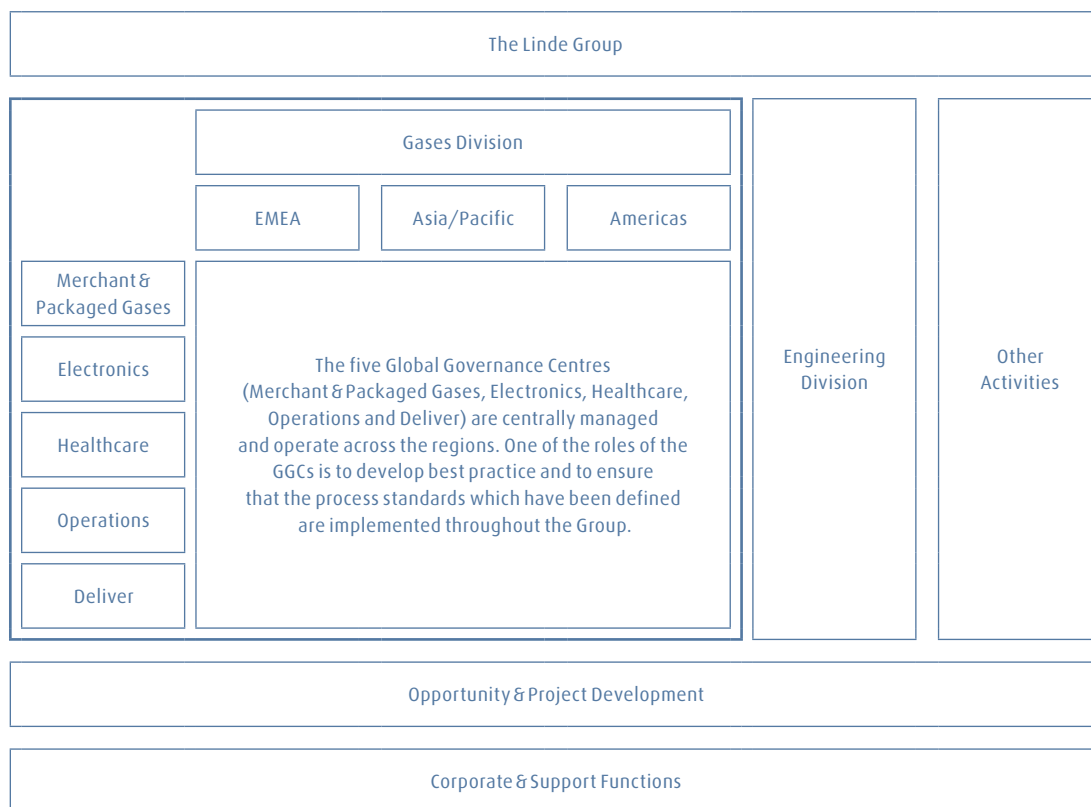 The Linde Group
Gases Division
EMEA
Asia/Pacific
Americas
Merchant &
Packaged Gases
Electronics
Healthcare
Operations
Deliver
The five Global Governance Centres
(Merchant & Packaged Gases, Electronics, Healthcare,
Operations and Deliver) are centrally managed
and operate across the regions. One of the roles of the
GGCs is to develop best practice and to ensure
that the process standards which have been defined
are implemented throughout the Group.
Engineering
Division
Other
Activities
Opportunity & Project Development
Corporate & Support Functions